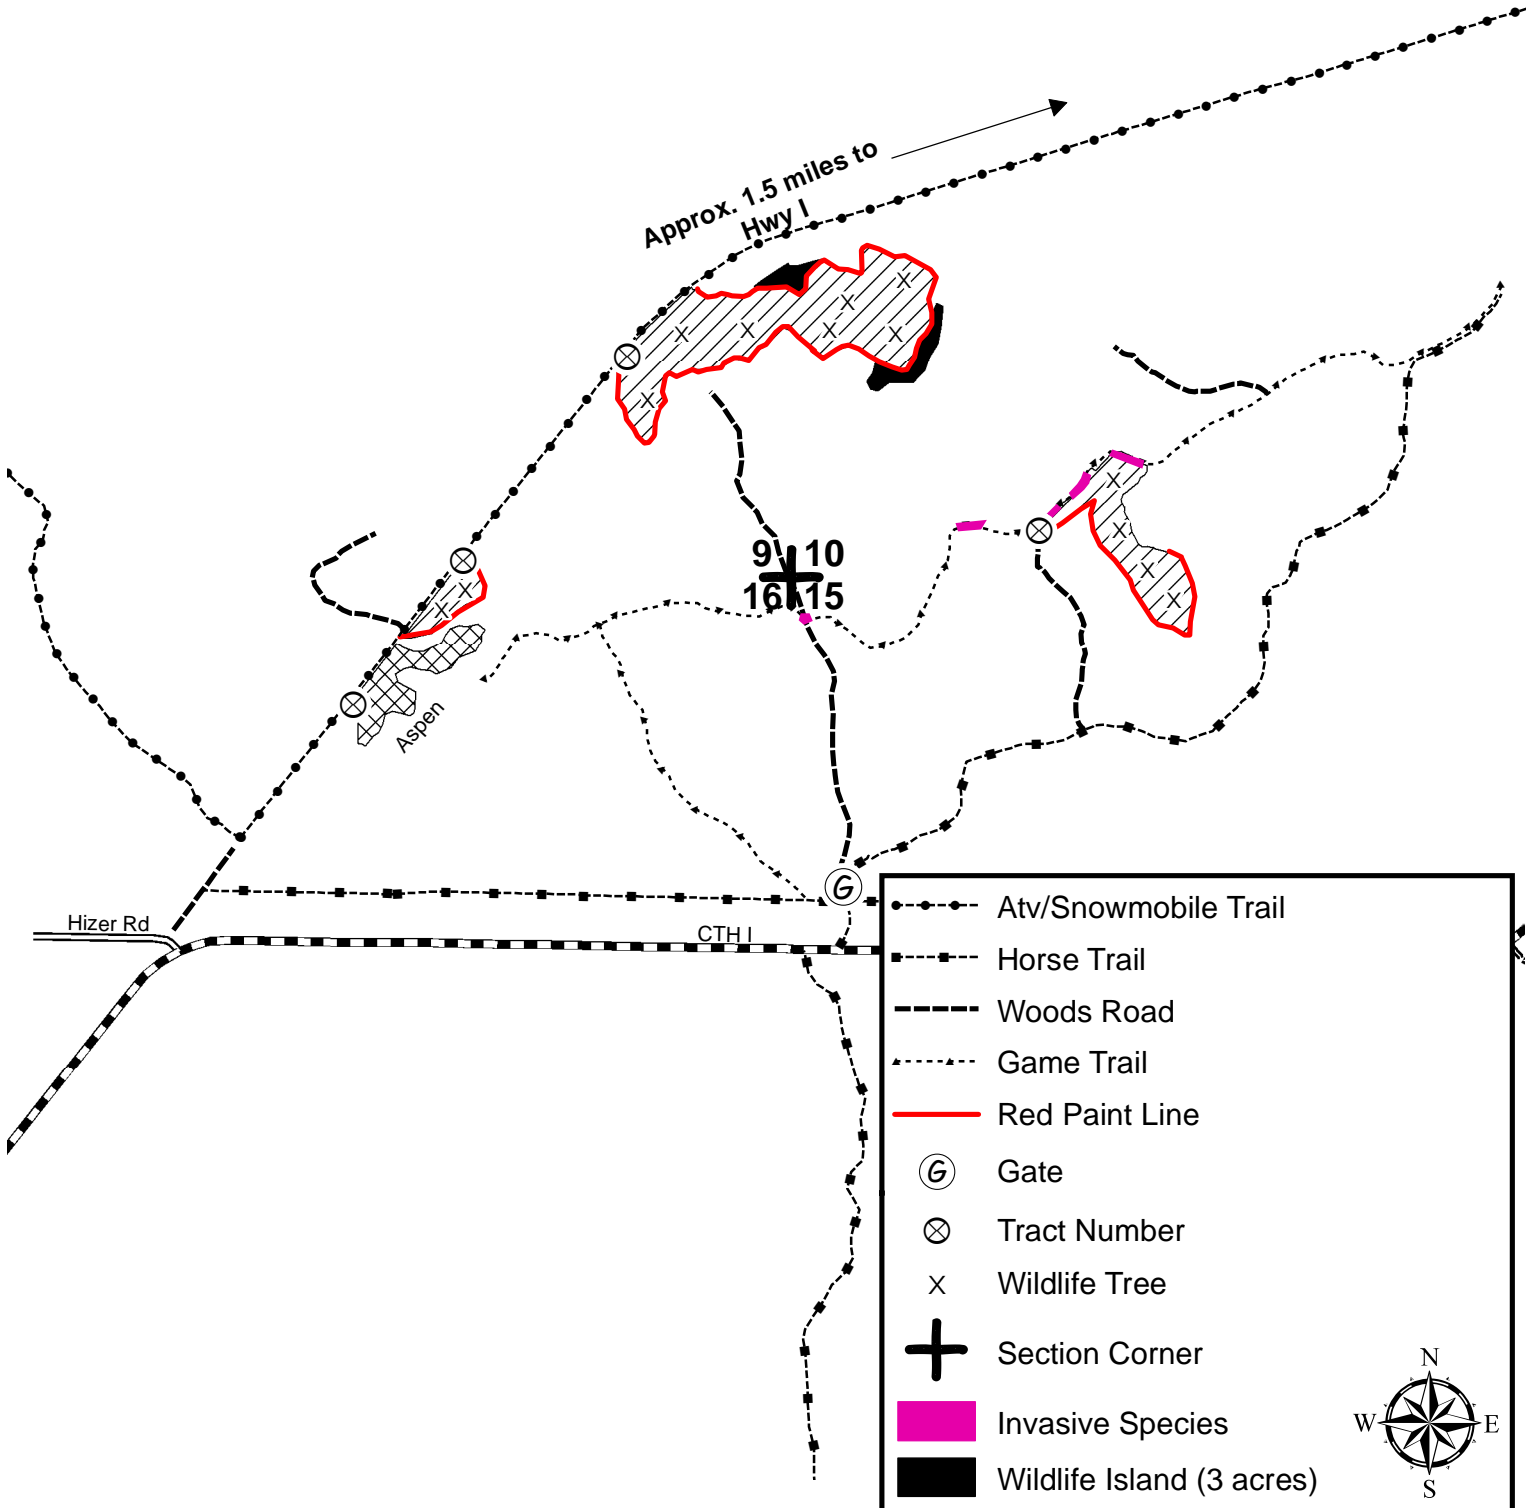 Approx. 1.5 miles to
Hwy I
9 10
16 15
Aspen
Hizer Rd
CTH I
G
Atv/Snowmobile Trail
Horse Trail
Woods Road
Game Trail
Red Paint Line
G Gate
Tract Number
X Wildlife Tree
Section Corner
Invasive Species
Wildlife Island (3 acres)
N
W E
S